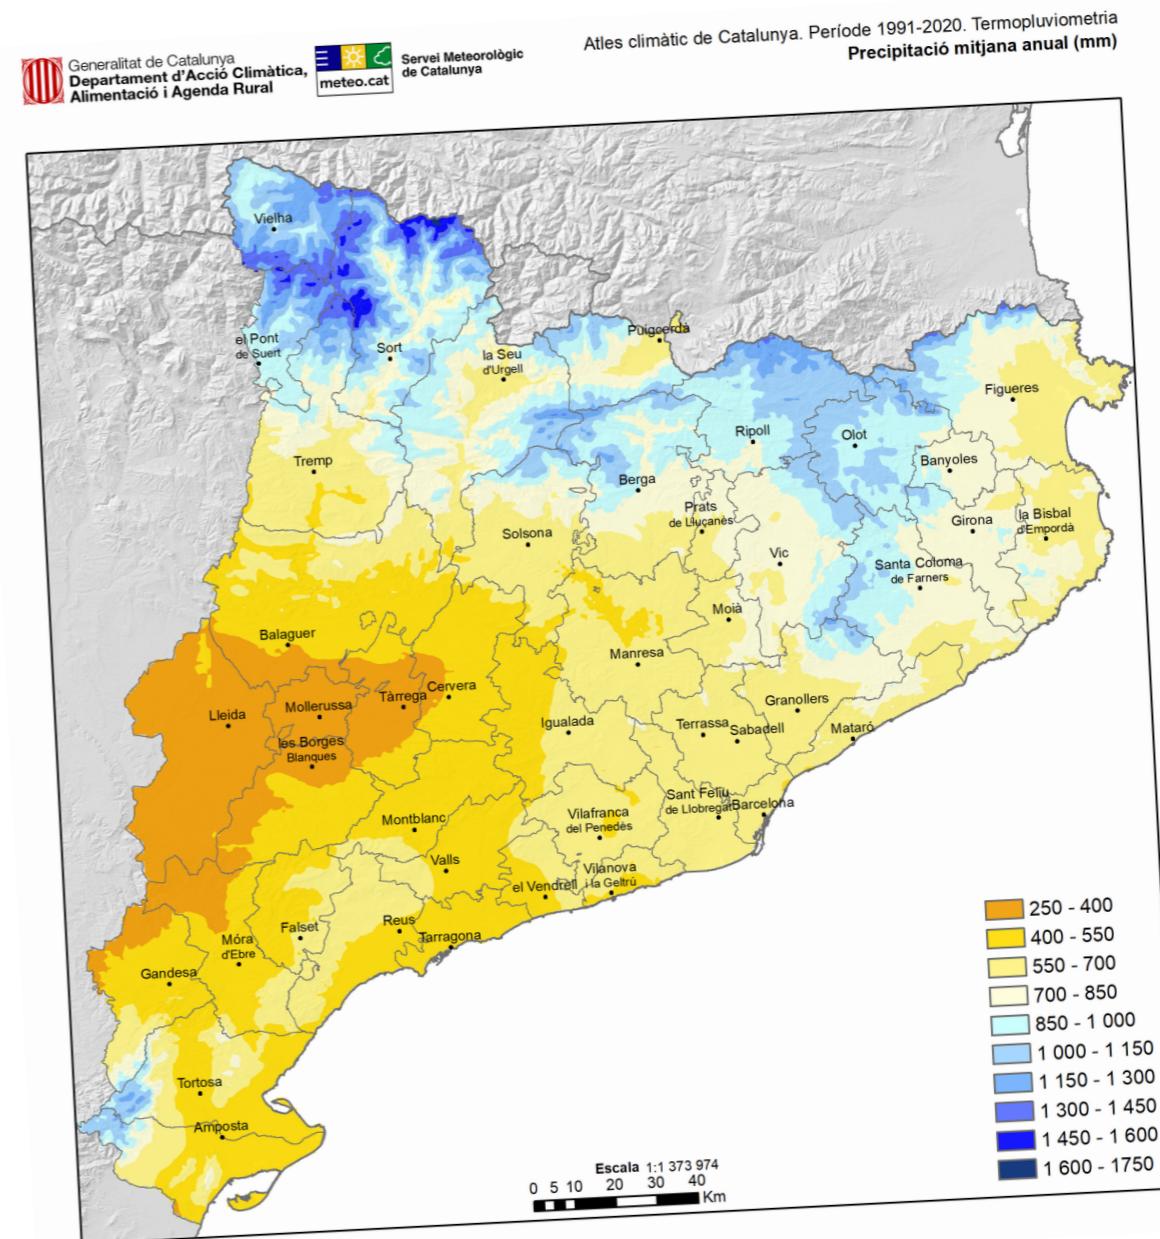 Generalitat de Catalunya
Departament d'Acció Climàtica,
Alimentació i Agenda Rural
meteo.cat
Servei Meteorològic
de Catalunya
Atles climàtic de Catalunya. Període 1991-2020. Termopluviometria
Precipitació mitjana anual (mm)
Vielha
el Pont
de Suert
Sort
la Seu
d'Urgell
Puigcerdà
Figueres
Ripoll
Olot
Banyoles
Tremp
Berga
Prats
de Lluçanès
Girona
la Bisbal
d'Empordà
Solsona
Vic
Santa Coloma
de Farners
Moià
Balaguer
Manresa
Cervera
Tàrrega
Mollerussa
Lleida
les Borges
Blanques
Igualada
Granollers
Terrassa
Sabadell
Mataró
Sant Feliu
de Llobregat
Barcelona
Vilafranca
del Penedès
Montblanc
Valls
Vilanova
i la Geltrú
el Vendrell
Reus
Tarragona
Falset
Móra
d'Ebre
Gandesa
Tortosa
Amposta
250 - 400
400 - 550
550 - 700
700 - 850
850 - 1 000
1 000 - 1 150
1 150 - 1 300
1 300 - 1 450
1 450 - 1 600
1 600 - 1750
Escala 1:1 373 974
0 5 10 20 30 40
Km